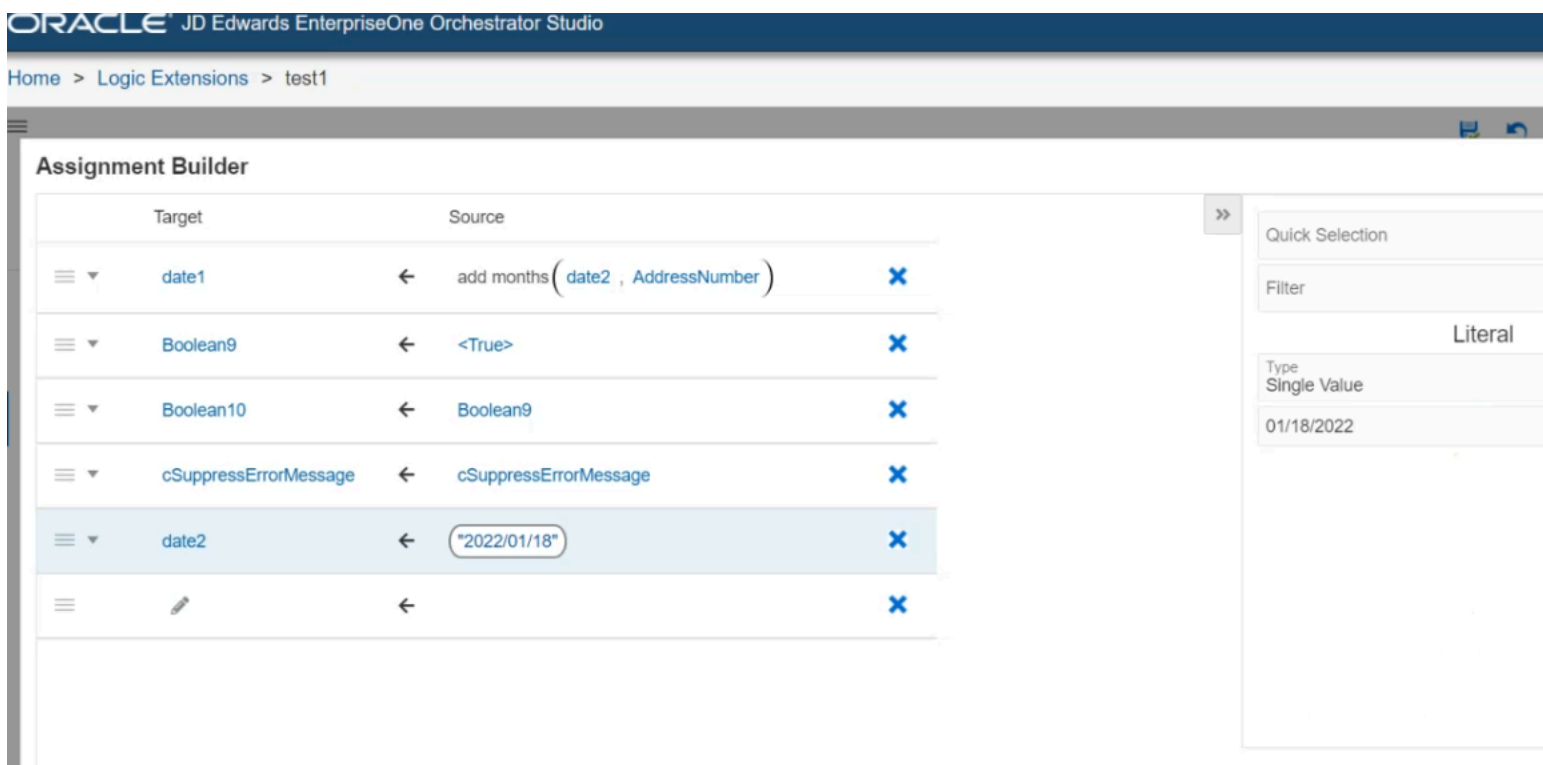 ORACLE JD Edwards EnterpriseOne Orchestrator Studio
Home > Logic Extensions > test1
Assignment Builder
Target Source
Quick Selection
date1 ← add months( date2 , AddressNumber )
Filter
Literal
Boolean9 ← <True>
Type
Single Value
Boolean10 ← Boolean9
01/18/2022
cSuppressErrorMessage ← cSuppressErrorMessage
date2 ← "2022/01/18"
←